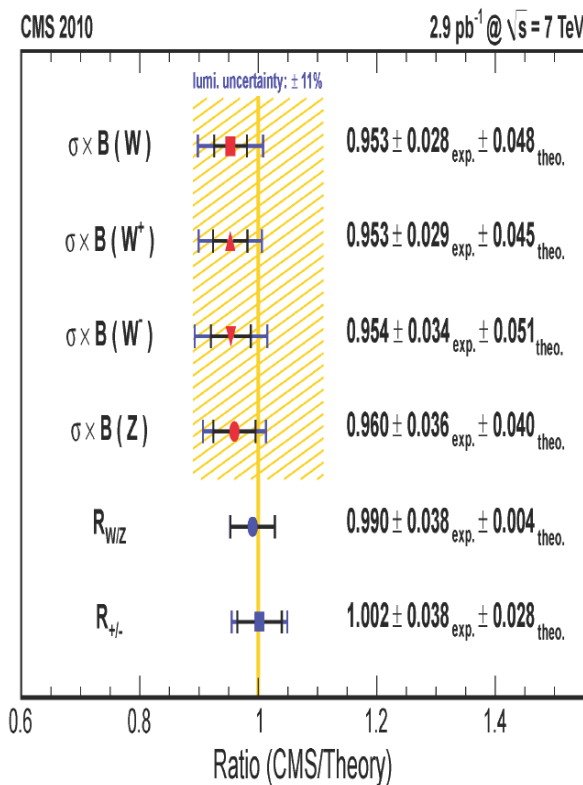 CMS 2010 2.9 pb⁻¹ @ √s = 7 TeV
lumi. uncertainty: ± 11%
σ × B ( W ) 0.953 ± 0.028 exp. ± 0.048 theo.
σ × B ( W⁺ ) 0.953 ± 0.029 exp. ± 0.045 theo.
σ × B ( W⁻ ) 0.954 ± 0.034 exp. ± 0.051 theo.
σ × B ( Z ) 0.960 ± 0.036 exp. ± 0.040 theo.
R W/Z 0.990 ± 0.038 exp. ± 0.004 theo.
R +/- 1.002 ± 0.038 exp. ± 0.028 theo.
0.6 0.8 1 1.2 1.4
Ratio (CMS/Theory)